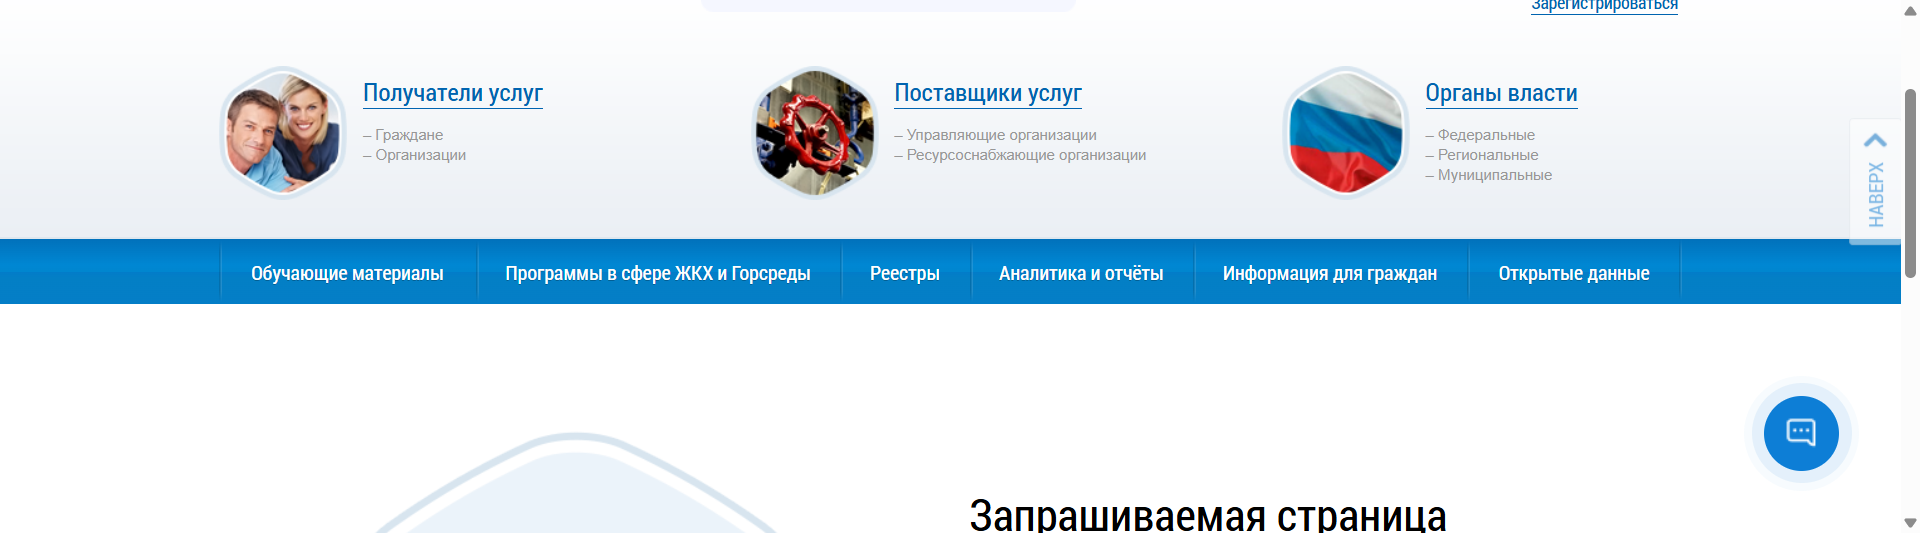 Зарегистрироваться
Получатели услуг
– Граждане
– Организации
Поставщики услуг
– Управляющие организации
– Ресурсоснабжающие организации
Органы власти
– Федеральные
– Региональные
– Муниципальные
НАВЕРХ
Обучающие материалы
Программы в сфере ЖКХ и Горсреды
Реестры
Аналитика и отчёты
Информация для граждан
Открытые данные
Запрашиваемая страница